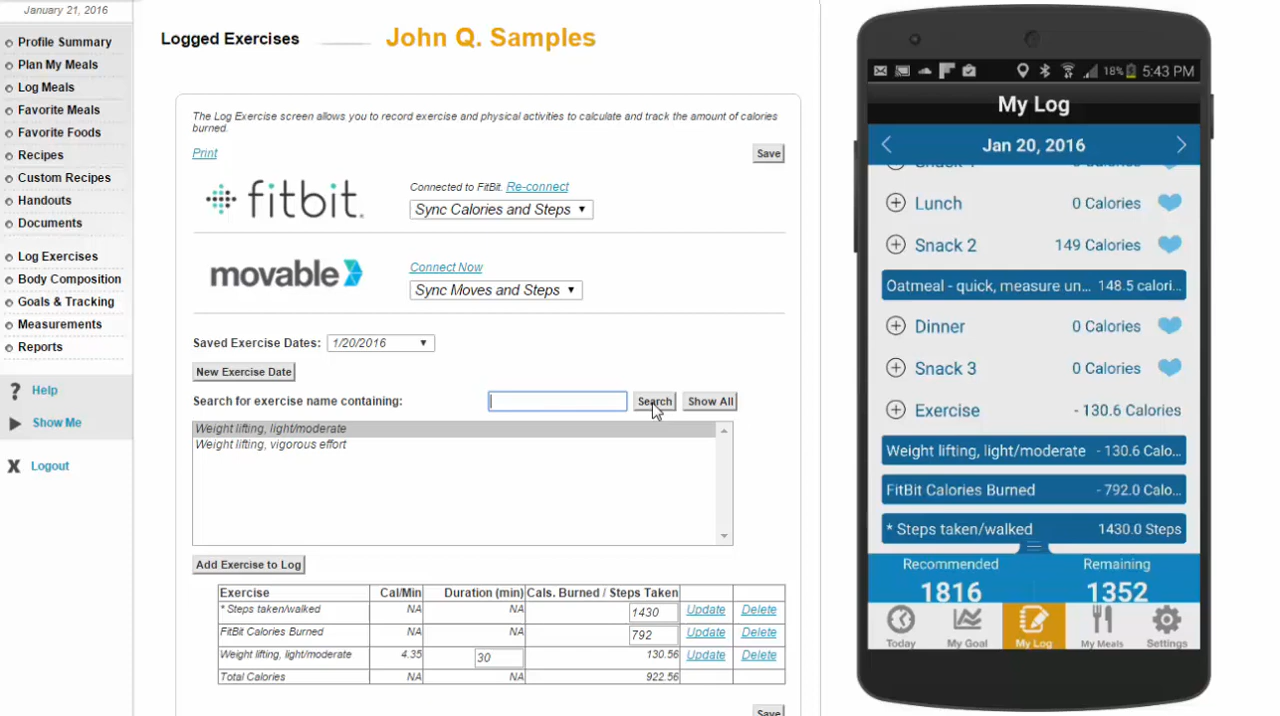 January 21, 2016
Profile Summary
Plan My Meals
Log Meals
Favorite Meals
Favorite Foods
Recipes
Custom Recipes
Handouts
Documents
Log Exercises
Body Composition
Goals & Tracking
Measurements
Reports
? Help
Show Me
X Logout
Logged Exercises
John Q. Samples
The Log Exercise screen allows you to record exercise and physical activities to calculate and track the amount of calories
burned.
Print
Save
fitbit.
Connected to FitBit. Re-connect
Sync Calories and Steps
movable
Connect Now
Sync Moves and Steps
Saved Exercise Dates: 1/20/2016
New Exercise Date
Search for exercise name containing: Search Show All
Weight lifting, light/moderate
Weight lifting, vigorous effort
Add Exercise to Log
Exercise Cal/Min Duration (min) Cals. Burned / Steps Taken
* Steps taken/walked NA NA 1430 Update Delete
FitBit Calories Burned NA NA 792 Update Delete
Weight lifting, light/moderate 4.35 30 130.56 Update Delete
Total Calories NA NA 922.56
Save
18% 5:43 PM
My Log
Jan 20, 2016
Lunch 0 Calories
Snack 2 149 Calories
Oatmeal - quick, measure un... 148.5 calori...
Dinner 0 Calories
Snack 3 0 Calories
Exercise - 130.6 Calories
Weight lifting, light/moderate - 130.6 Calo...
FitBit Calories Burned - 792.0 Calo...
* Steps taken/walked 1430.0 Steps
Recommended Remaining
1816 1352
Today My Goal My Log My Meals Settings